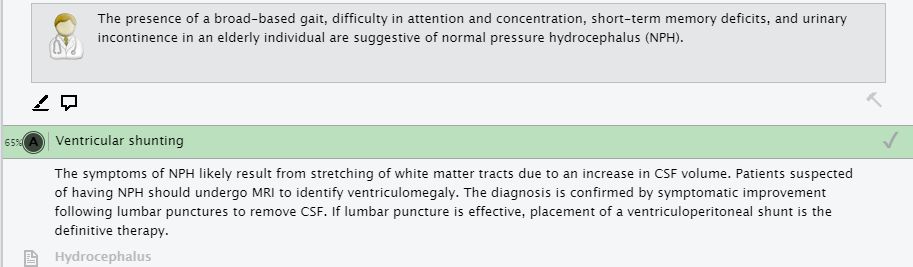 The presence of a broad-based gait, difficulty in attention and concentration, short-term memory deficits, and urinary
incontinence in an elderly individual are suggestive of normal pressure hydrocephalus (NPH).
65% A Ventricular shunting
The symptoms of NPH likely result from stretching of white matter tracts due to an increase in CSF volume. Patients suspected
of having NPH should undergo MRI to identify ventriculomegaly. The diagnosis is confirmed by symptomatic improvement
following lumbar punctures to remove CSF. If lumbar puncture is effective, placement of a ventriculoperitoneal shunt is the
definitive therapy.
Hydrocephalus